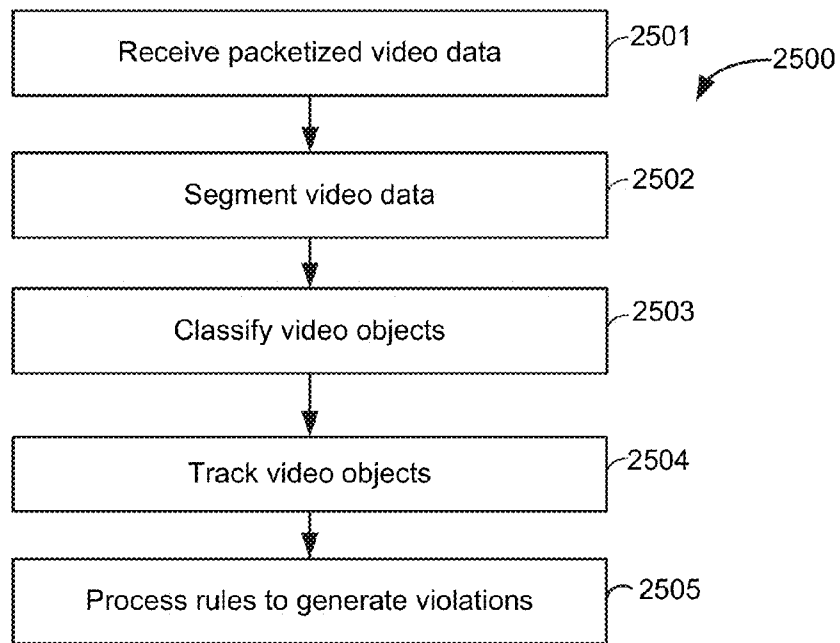 Receive packetized video data
2501
2500
Segment video data
2502
Classify video objects
2503
Track video objects
2504
Process rules to generate violations
2505